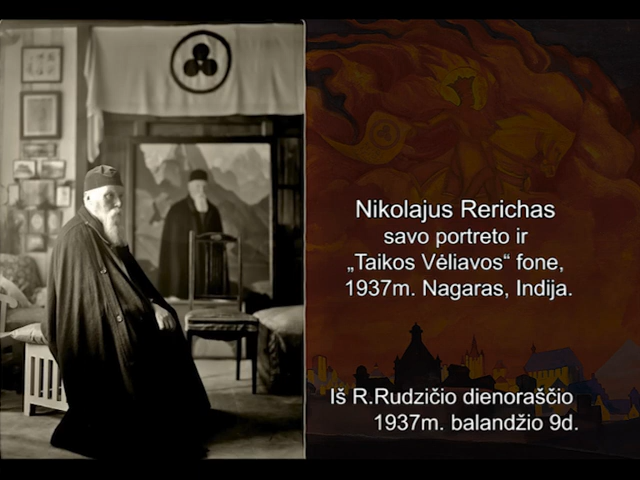 Nikolajus Rerichas
savo portreto ir
„Taikos Vėliavos“ fone,
1937m. Nagaras, Indija.
Iš R.Rudzičio dienoraščio
1937m. balandžio 9d.